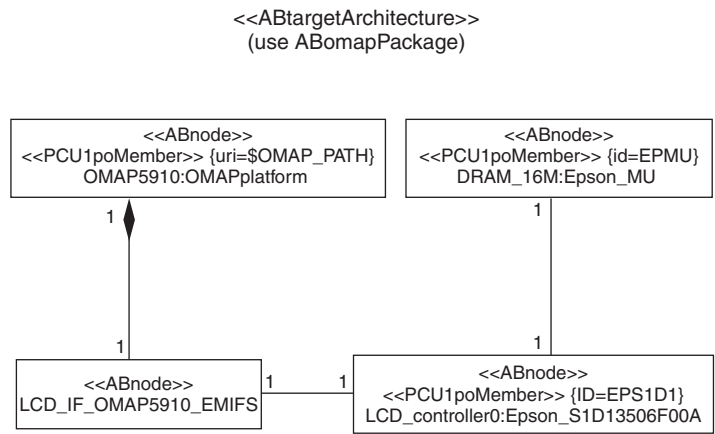 <<ABtargetArchitecture>>
(use ABomapPackage)
<<ABnode>>
<<PCU1poMember>> {uri=$OMAP_PATH}
OMAP5910:OMAPplatform
<<ABnode>>
<<PCU1poMember>> {id=EPMU}
DRAM_16M:Epson_MU
1
1
1
1
<<ABnode>>
LCD_IF_OMAP5910_EMIFS
1
1
<<ABnode>>
<<PCU1poMember>> {ID=EPS1D1}
LCD_controller0:Epson_S1D13506F00A